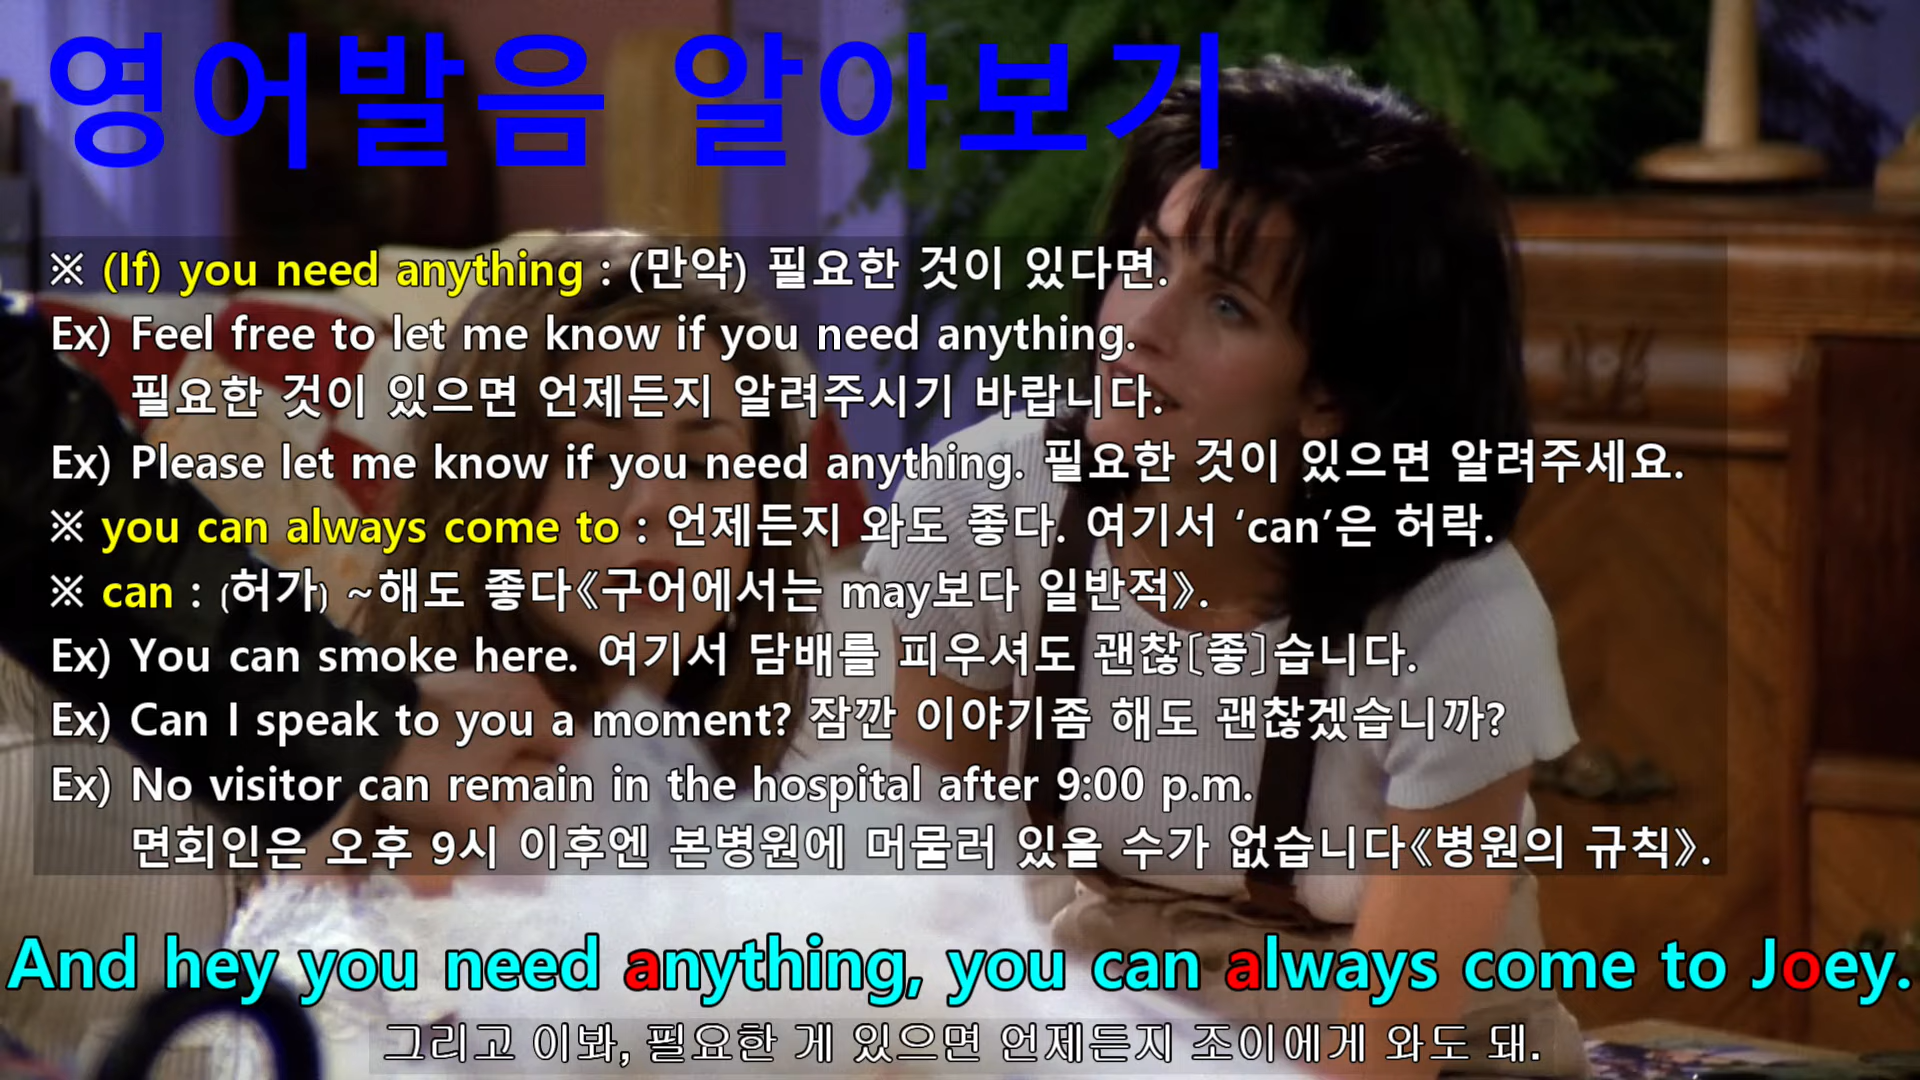 영어발음 알아보기
※ (If) you need anything : (만약) 필요한 것이 있다면.
Ex) Feel free to let me know if you need anything.
필요한 것이 있으면 언제든지 알려주시기 바랍니다.
Ex) Please let me know if you need anything. 필요한 것이 있으면 알려주세요.
※ you can always come to : 언제든지 와도 좋다. 여기서 ‘can’은 허락.
※ can : (허가) ~해도 좋다《구어에서는 may보다 일반적》.
Ex) You can smoke here. 여기서 담배를 피우셔도 괜찮〔좋〕습니다.
Ex) Can I speak to you a moment? 잠깐 이야기좀 해도 괜찮겠습니까?
Ex) No visitor can remain in the hospital after 9:00 p.m.
면회인은 오후 9시 이후엔 본병원에 머물러 있을 수가 없습니다《병원의 규칙》.
And hey you need anything, you can always come to Joey.
그리고 이봐, 필요한 게 있으면 언제든지 조이에게 와도 돼.